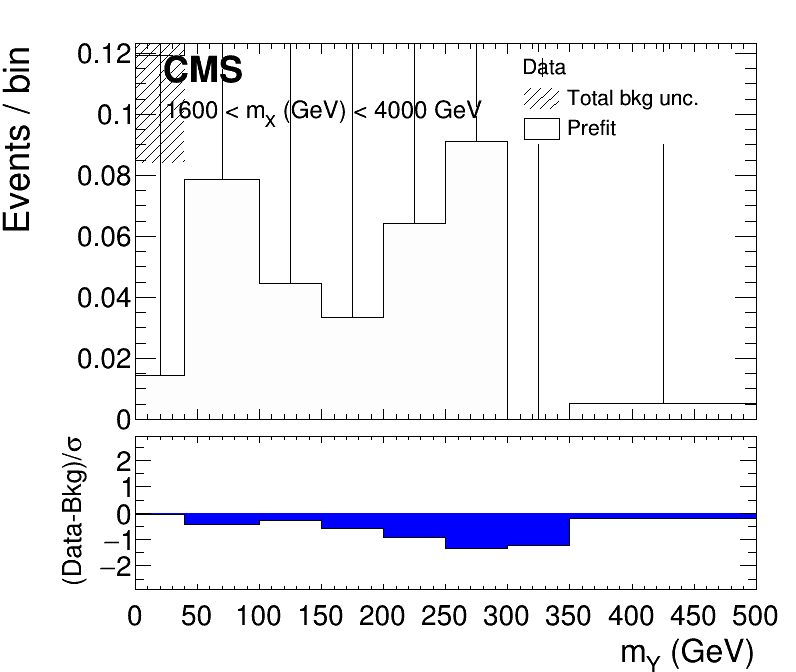 Events / bin
0.12
0.1
0.08
0.06
0.04
0.02
0
CMS
1600 < mX (GeV) < 4000 GeV
Data
Total bkg unc.
Prefit
(Data-Bkg)/σ
2
1
0
−1
−2
0 50 100 150 200 250 300 350 400 450 500
mY (GeV)